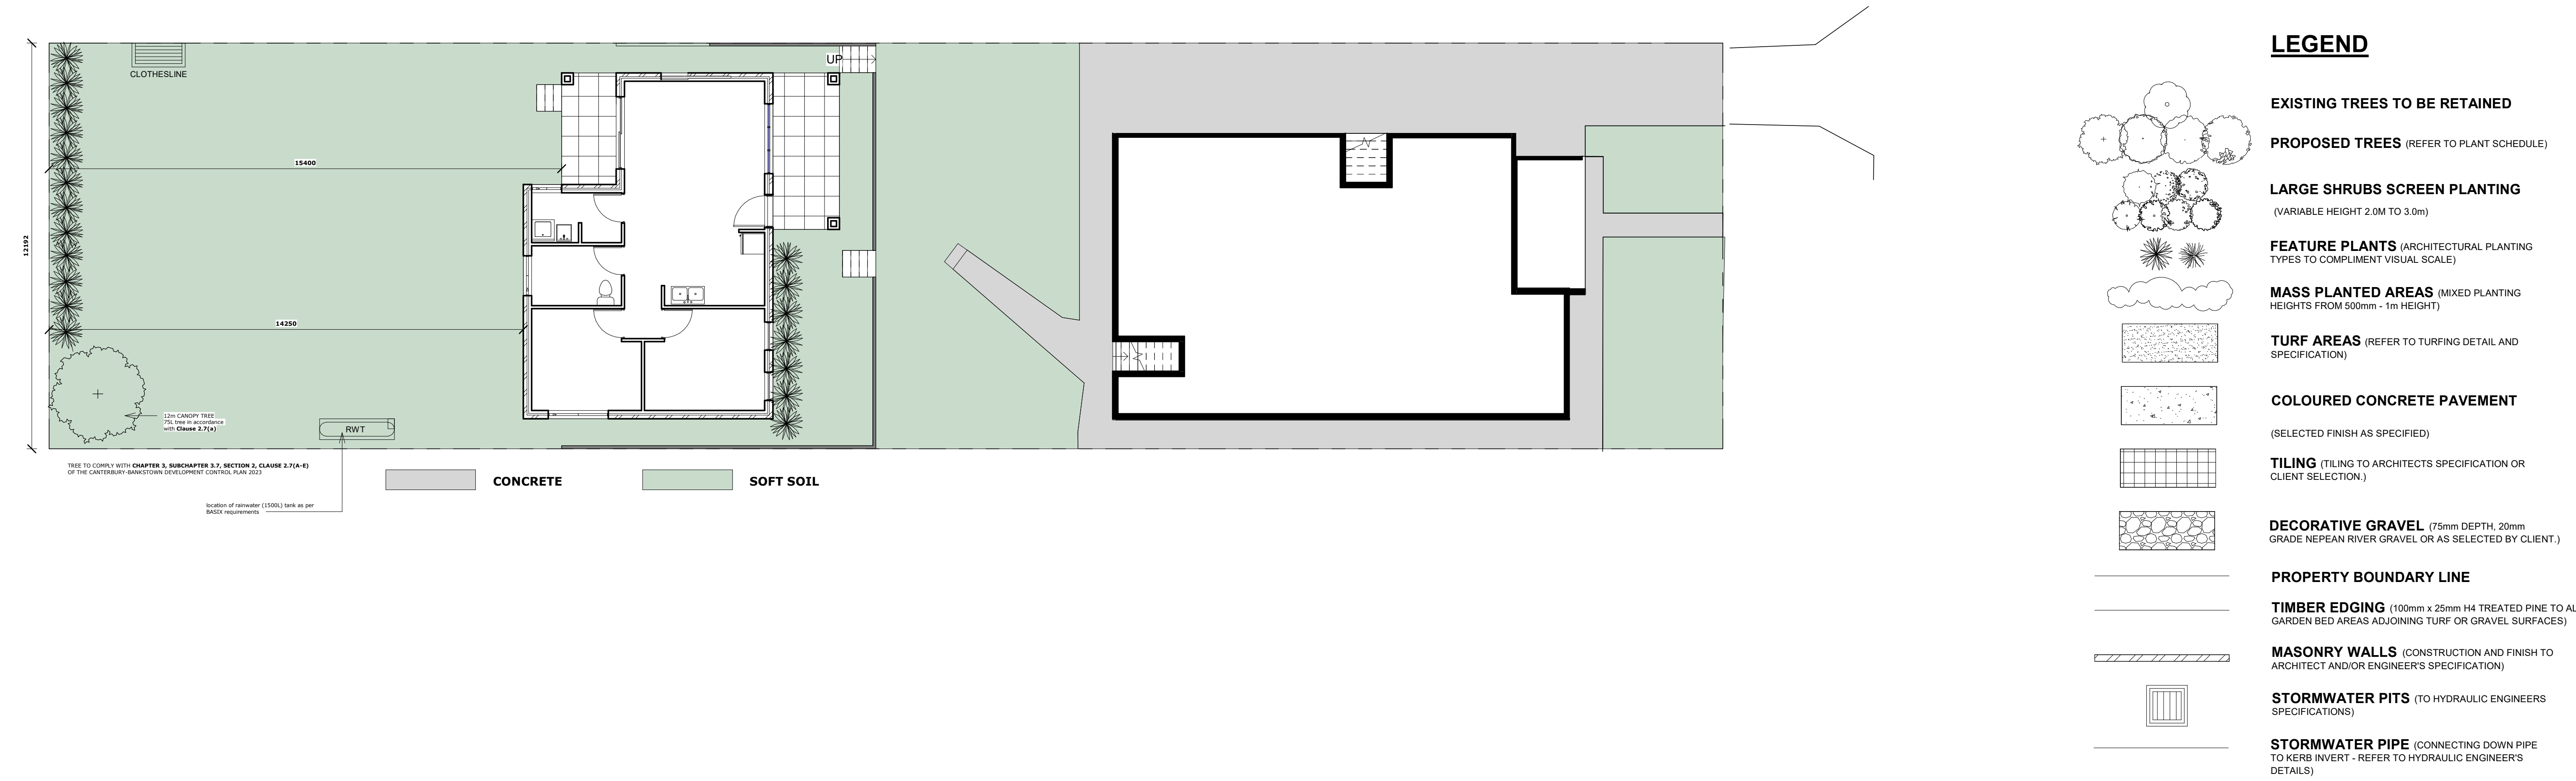 LEGEND
UP
CLOTHESLINE
15400
12192
14250
12m CANOPY TREE
75L tree in accordance
with Clause 2.7(a)
RWT
TREE TO COMPLY WITH CHAPTER 3, SUBCHAPTER 3.7, SECTION 2, CLAUSE 2.7(A-E)
OF THE CANTERBURY-BANKSTOWN DEVELOPMENT CONTROL PLAN 2023
CONCRETE
SOFT SOIL
location of rainwater (1500L) tank as per
BASIX requirements
EXISTING TREES TO BE RETAINED
PROPOSED TREES (REFER TO PLANT SCHEDULE)
LARGE SHRUBS SCREEN PLANTING
(VARIABLE HEIGHT 2.0M TO 3.0m)
FEATURE PLANTS (ARCHITECTURAL PLANTING
TYPES TO COMPLIMENT VISUAL SCALE)
MASS PLANTED AREAS (MIXED PLANTING
HEIGHTS FROM 500mm - 1m HEIGHT)
TURF AREAS (REFER TO TURFING DETAIL AND
SPECIFICATION)
COLOURED CONCRETE PAVEMENT
(SELECTED FINISH AS SPECIFIED)
TILING (TILING TO ARCHITECTS SPECIFICATION OR
CLIENT SELECTION.)
DECORATIVE GRAVEL (75mm DEPTH, 20mm
GRADE NEPEAN RIVER GRAVEL OR AS SELECTED BY CLIENT.)
PROPERTY BOUNDARY LINE
TIMBER EDGING (100mm x 25mm H4 TREATED PINE TO AL
GARDEN BED AREAS ADJOINING TURF OR GRAVEL SURFACES)
MASONRY WALLS (CONSTRUCTION AND FINISH TO
ARCHITECT AND/OR ENGINEER'S SPECIFICATION)
STORMWATER PITS (TO HYDRAULIC ENGINEERS
SPECIFICATIONS)
STORMWATER PIPE (CONNECTING DOWN PIPE
TO KERB INVERT - REFER TO HYDRAULIC ENGINEER'S
DETAILS)